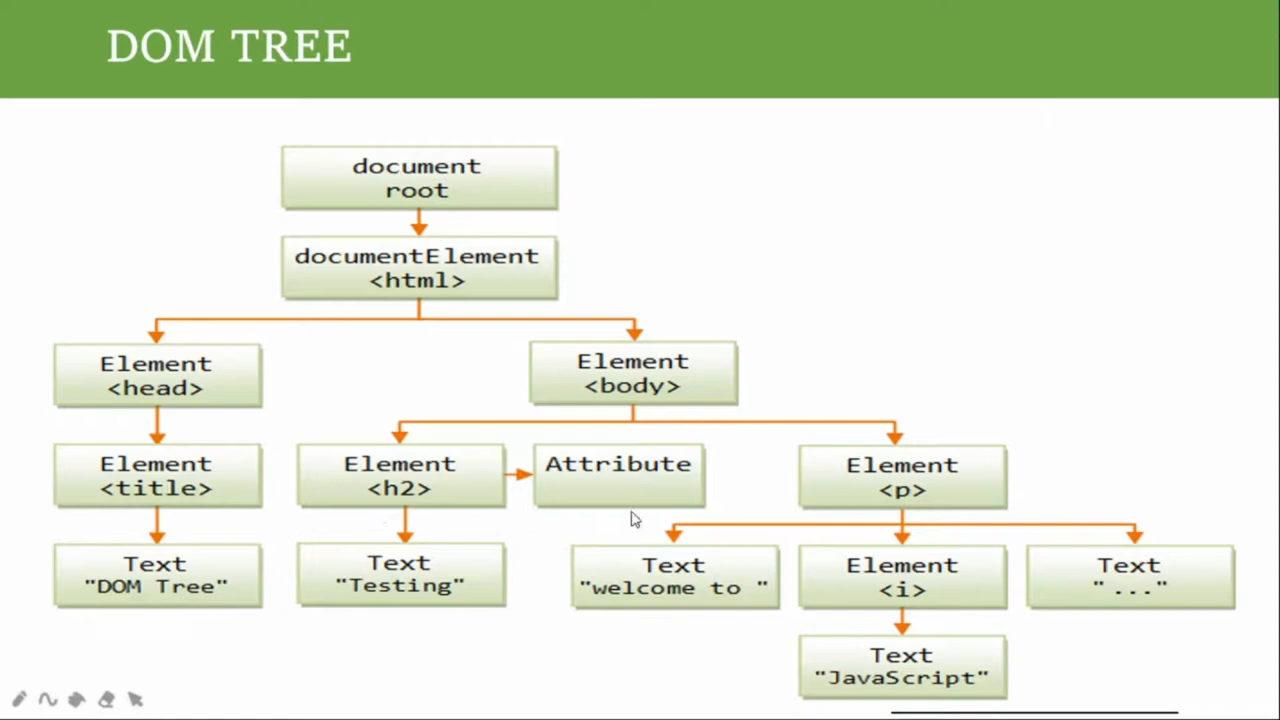 DOM TREE
document
root
documentElement
<html>
Element
<head>
Element
<body>
Element
<title>
Element
<h2>
Attribute
Element
<p>
Text
"DOM Tree"
Text
"Testing"
Text
"welcome to "
Element
<i>
Text
"..."
Text
"JavaScript"